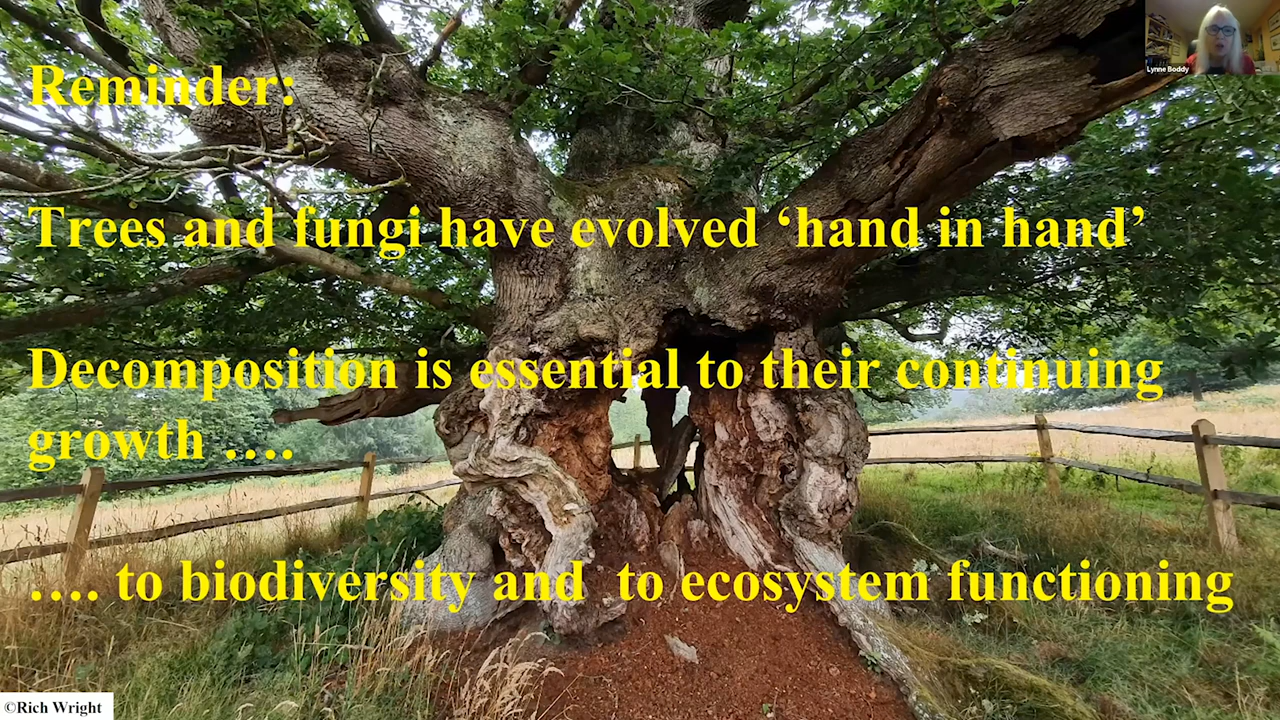 Lynne Boddy
Reminder:
Trees and fungi have evolved ‘hand in hand’
Decomposition is essential to their continuing
growth ….
…. to biodiversity and to ecosystem functioning
©Rich Wright